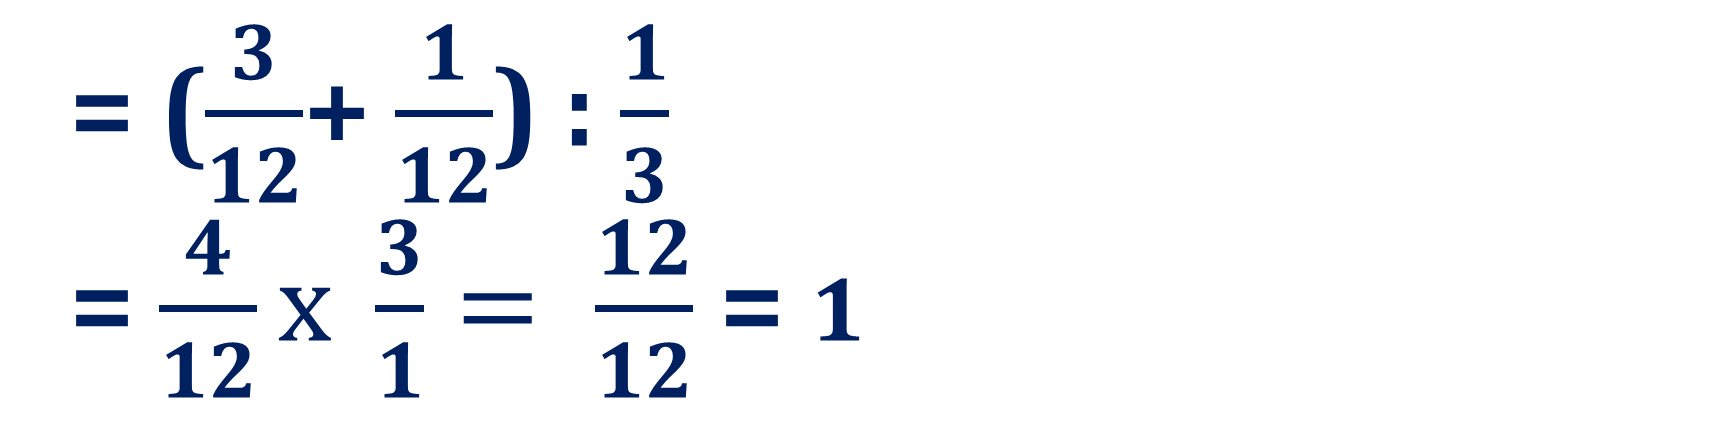 = (3/12 + 1/12) : 1/3
= 4/12 x 3/1 = 12/12 = 1